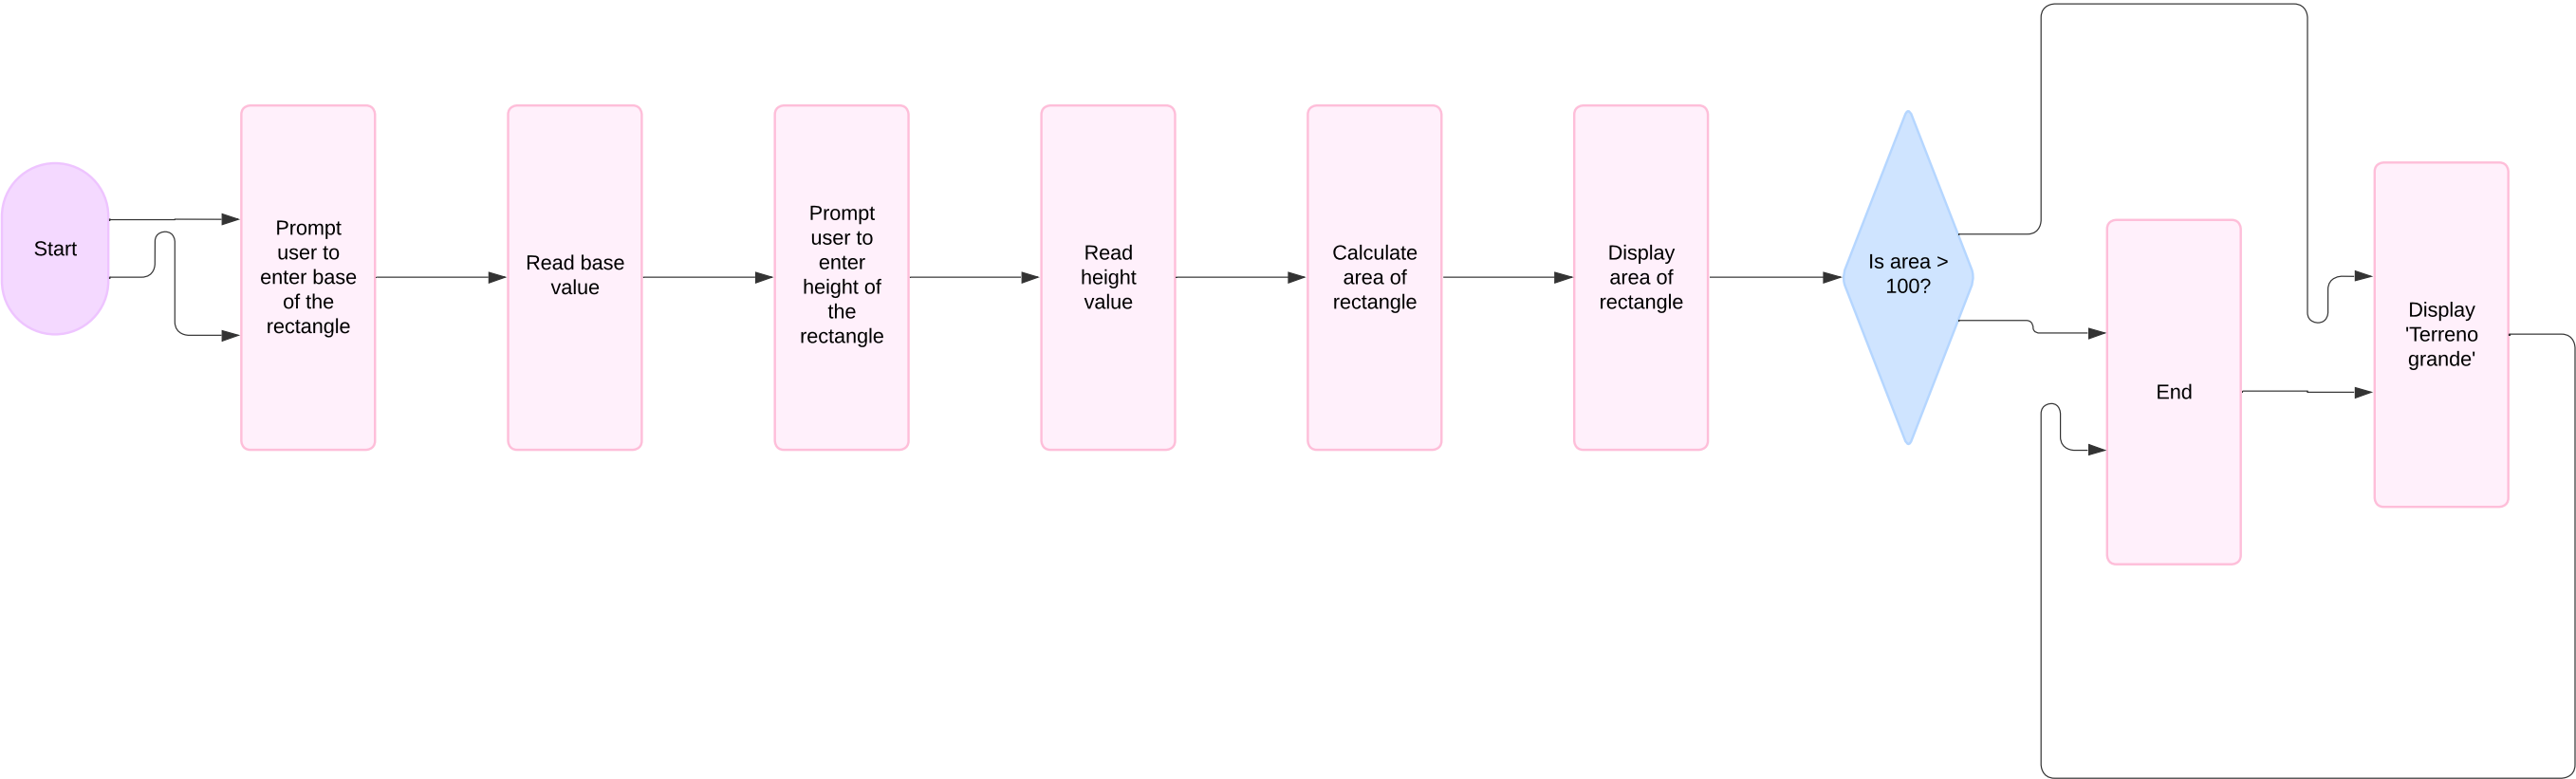 Start
Prompt
user to
enter base
of the
rectangle
Read base
value
Prompt
user to
enter
height of
the
rectangle
Read
height
value
Calculate
area of
rectangle
Display
area of
rectangle
Is area >
100?
End
Display
'Terreno
grande'